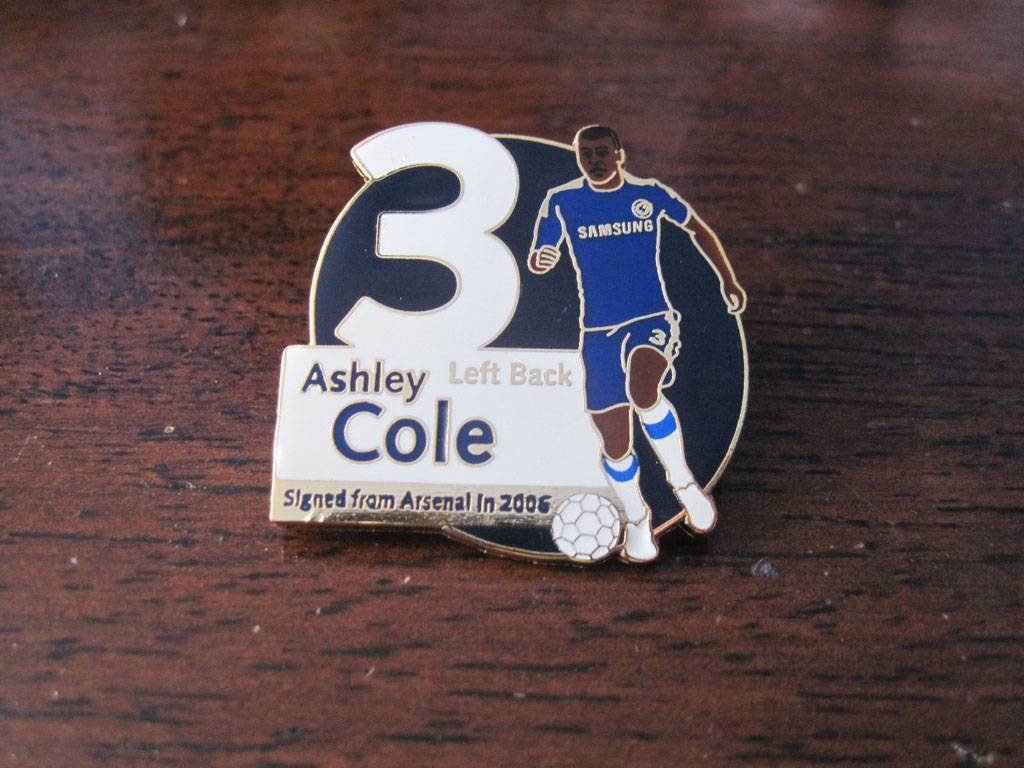 3
SAMSUNG
3
Ashley Left Back
Cole
Signed from Arsenal in 2006